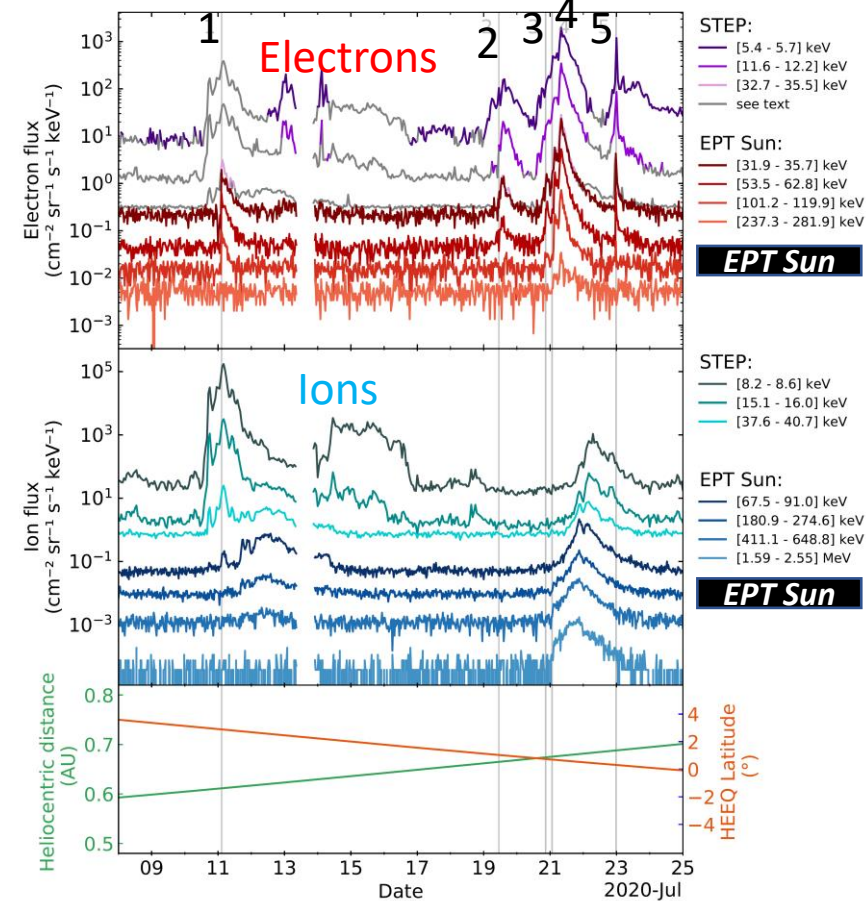 1
2
3
4
5
Electrons
10³
10²
10¹
10⁰
10⁻¹
10⁻²
10⁻³
Electron flux
(cm⁻² sr⁻¹ s⁻¹ keV⁻¹)
STEP:
[5.4 - 5.7] keV
[11.6 - 12.2] keV
[32.7 - 35.5] keV
see text
EPT Sun:
[31.9 - 35.7] keV
[53.5 - 62.8] keV
[101.2 - 119.9] keV
[237.3 - 281.9] keV
EPT Sun
Ions
10⁵
10³
10¹
10⁻¹
10⁻³
Ion flux
(cm⁻² sr⁻¹ s⁻¹ keV⁻¹)
STEP:
[8.2 - 8.6] keV
[15.1 - 16.0] keV
[37.6 - 40.7] keV
EPT Sun:
[67.5 - 91.0] keV
[180.9 - 274.6] keV
[411.1 - 648.8] keV
[1.59 - 2.55] MeV
EPT Sun
0.8
0.7
0.6
0.5
Heliocentric distance
(AU)
4
2
0
−2
−4
HEEQ Latitude
(°)
09 11 13 15 17 19 21 23 25
Date
2020-Jul